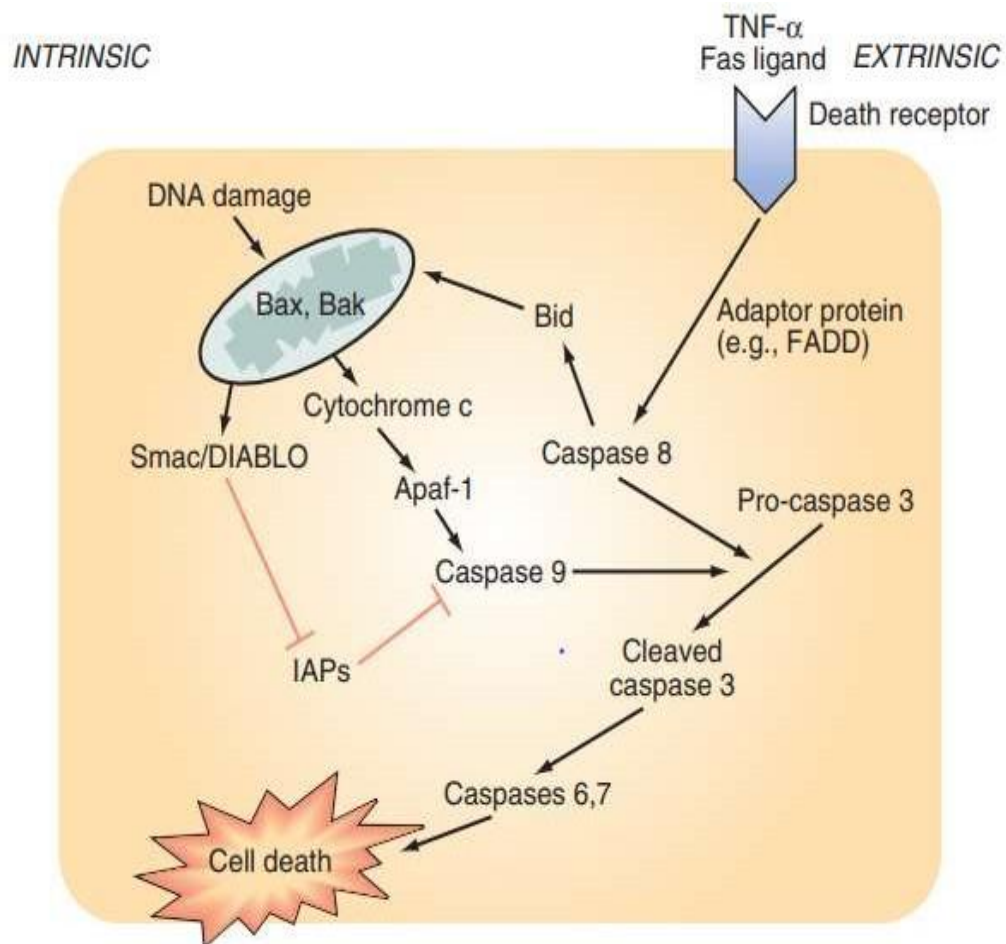 INTRINSIC
TNF-α
Fas ligand
EXTRINSIC
Death receptor
DNA damage
Bax, Bak
Bid
Adaptor protein
(e.g., FADD)
Cytochrome c
Smac/DIABLO
Caspase 8
Apaf-1
Pro-caspase 3
Caspase 9
IAPs
Cleaved
caspase 3
Caspases 6,7
Cell death